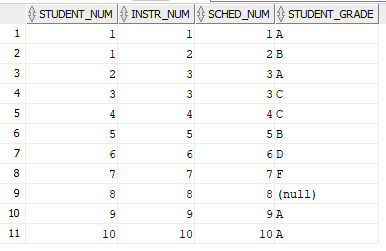 STUDENT_NUM INSTR_NUM SCHED_NUM STUDENT_GRADE
1 1 1 1 A
2 1 2 2 B
3 2 3 3 A
4 3 3 3 C
5 4 4 4 C
6 5 5 5 B
7 6 6 6 D
8 7 7 7 F
9 8 8 8 (null)
10 9 9 9 A
11 10 10 10 A